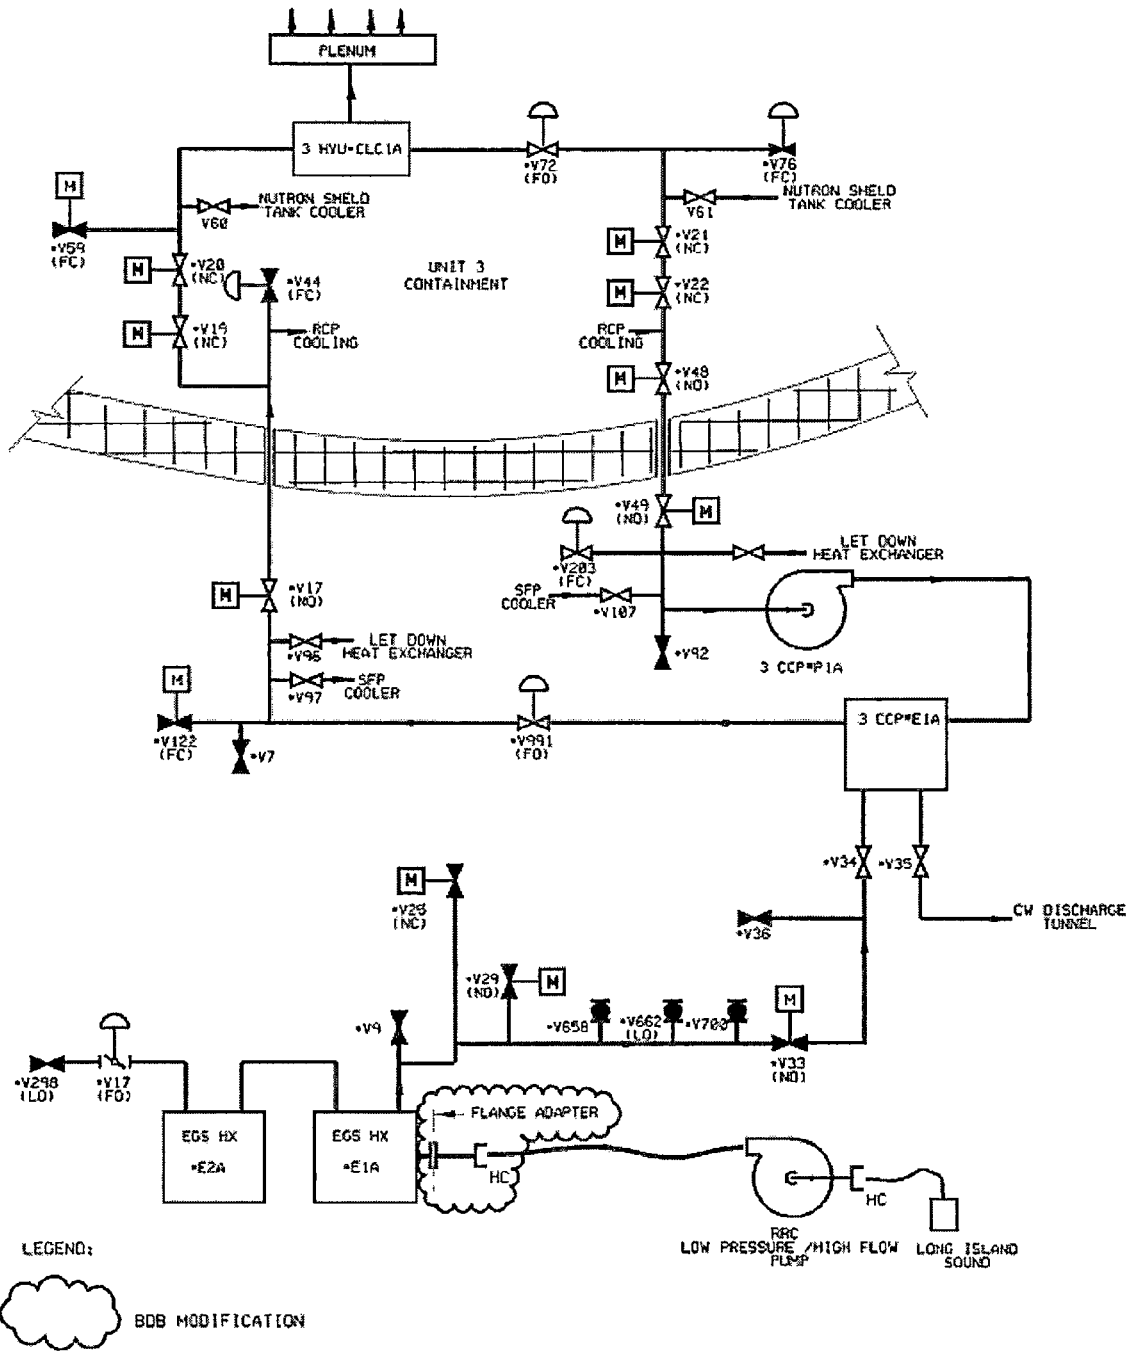 PLENUM
3 HVU*CLC1A
*V72
(FO)
*V76
(FC)
M
NUTRON SHELD
TANK COOLER
V60
*V59
(FC)
V61
NUTRON SHELD
TANK COOLER
M
*V20
(NC)
*V44
(FC)
UNIT 3
CONTAINMENT
M
*V21
(NC)
M
*V22
(NC)
M
*V19
(NC)
RCP
COOLING
RCP
COOLING
M
*V48
(NO)
*V49
(NO)
M
LET DOWN
HEAT EXCHANGER
*V203
(FC)
SFP
COOLER
*V107
M
*V17
(NO)
*V92
3 CCP*P1A
*V96
LET DOWN
HEAT EXCHANGER
*V97
SFP
COOLER
M
*V122
(FC)
*V7
*V991
(FO)
3 CCP*E1A
*V34
*V35
M
*V25
(NC)
*V36
CW DISCHARGE
TUNNEL
*V29
(NO)
M
M
*V9
*V658
*V662
(LO)
*V700
*V33
(NO)
*V298
(LO)
*V17
(FO)
EGS HX
*E2A
EGS HX
*E1A
FLANGE ADAPTER
HC
HC
RRC
LOW PRESSURE /HIGH FLOW
PUMP
LONG ISLAND
SOUND
LEGEND:
BDB MODIFICATION